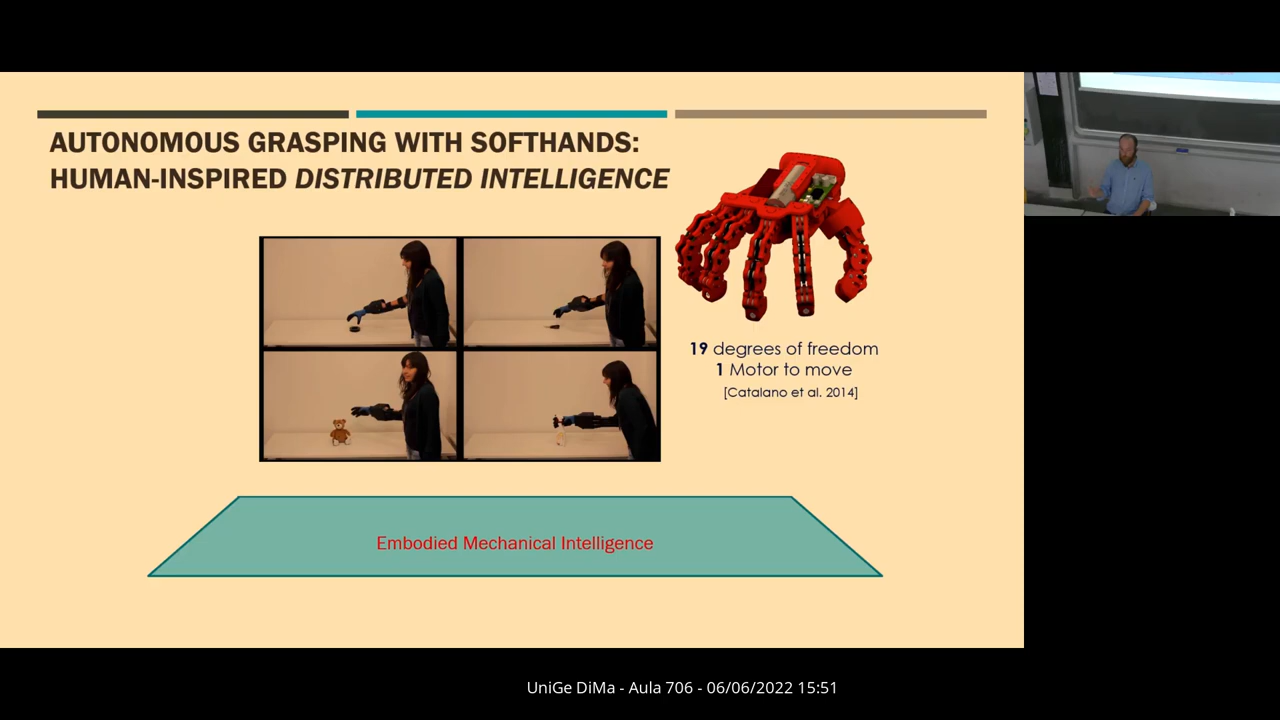 AUTONOMOUS GRASPING WITH SOFTHANDS:
HUMAN-INSPIRED DISTRIBUTED INTELLIGENCE
19 degrees of freedom
1 Motor to move
[Catalano et al. 2014]
Embodied Mechanical Intelligence
UniGe DiMa - Aula 706 - 06/06/2022 15:51